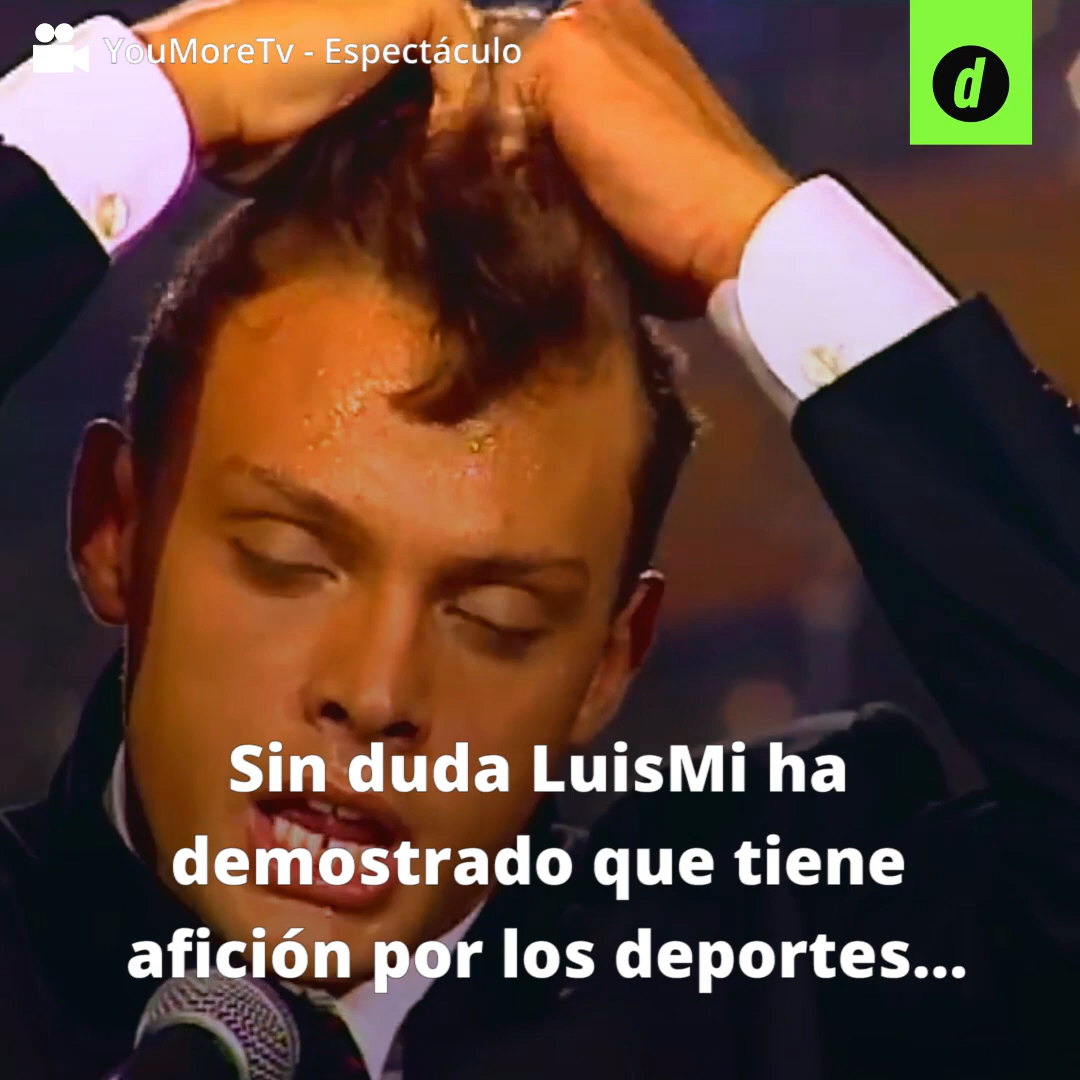 YouMoreTv - Espectáculo
d
Sin duda LuisMi ha
demostrado que tiene
afición por los deportes...